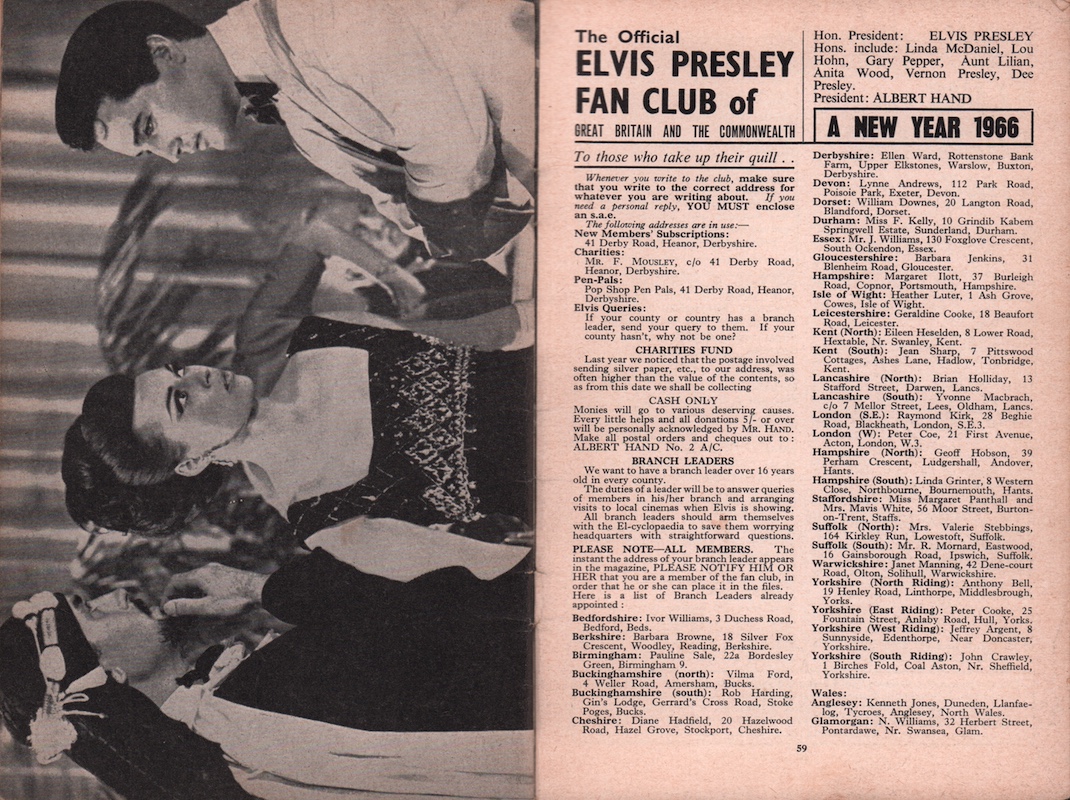 The Official
ELVIS PRESLEY
FAN CLUB of
GREAT BRITAIN AND THE COMMONWEALTH
Hon. President: ELVIS PRESLEY
Hons. include: Linda McDaniel, Lou
Hohn, Gary Pepper, Aunt Lilian,
Anita Wood, Vernon Presley, Dee
Presley.
President: ALBERT HAND
A NEW YEAR 1966
To those who take up their quill . .
Whenever you write to the club, make sure
that you write to the correct address for
whatever you are writing about. If you
need a personal reply, YOU MUST enclose
an s.a.e.
The following addresses are in use:—
New Members' Subscriptions:
41 Derby Road, Heanor, Derbyshire.
Charities:
MR. F. MOUSLEY, c/o 41 Derby Road,
Heanor, Derbyshire.
Pen-Pals:
Pop Shop Pen Pals, 41 Derby Road, Heanor,
Derbyshire.
Elvis Queries:
If your county or country has a branch
leader, send your query to them. If your
county hasn't, why not be one?
CHARITIES FUND
Last year we noticed that the postage involved
sending silver paper, etc., to our address, was
often higher than the value of the contents, so
as from this date we shall be collecting
CASH ONLY
Monies will go to various deserving causes.
Every little helps and all donations 5/- or over
will be personally acknowledged by MR. HAND.
Make all postal orders and cheques out to:
ALBERT HAND No. 2 A/C.
BRANCH LEADERS
We want to have a branch leader over 16 years
old in every county.
The duties of a leader will be to answer queries
of members in his/her branch and arranging
visits to local cinemas when Elvis is showing.
All branch leaders should arm themselves
with the El-cyclopaedia to save them worrying
headquarters with straightforward questions.
PLEASE NOTE—ALL MEMBERS. The
instant the address of your branch leader appears
in the magazine, PLEASE NOTIFY HIM OR
HER that you are a member of the fan club, in
order that he or she can place it in the files.
Here is a list of Branch Leaders already
appointed:
Bedfordshire: Ivor Williams, 3 Duchess Road,
Bedford, Beds.
Berkshire: Barbara Browne, 18 Silver Fox
Crescent, Woodley, Reading, Berkshire.
Birmingham: Pauline Sale, 22a Bordesley
Green, Birmingham 9.
Buckinghamshire (north): Vilma Ford,
4 Weller Road, Amersham, Bucks.
Buckinghamshire (south): Rob Harding,
Gin's Lodge, Gerrard's Cross Road, Stoke
Poges, Bucks.
Cheshire: Diane Hadfield, 20 Hazelwood
Road, Hazel Grove, Stockport, Cheshire.
Derbyshire: Ellen Ward, Rottenstone Bank
Farm, Upper Elkstones, Warslow, Buxton,
Derbyshire.
Devon: Lynne Andrews, 112 Park Road,
Poisoie Park, Exeter, Devon.
Dorset: William Downes, 20 Langton Road,
Blandford, Dorset.
Durham: Miss F. Kelly, 10 Grindib Kabem
Springwell Estate, Sunderland, Durham.
Essex: Mr. J. Williams, 130 Foxglove Crescent,
South Ockendon, Essex.
Gloucestershire: Barbara Jenkins, 31
Blenheim Road, Gloucester.
Hampshire: Margaret Ilott, 37 Burleigh
Road, Copnor, Portsmouth, Hampshire.
Isle of Wight: Heather Luter, 1 Ash Grove,
Cowes, Isle of Wight.
Leicestershire: Geraldine Cooke, 18 Beaufort
Road, Leicester.
Kent (North): Eileen Heselden, 8 Lower Road,
Hextable, Nr. Swanley, Kent.
Kent (South): Jean Sharp, 7 Pittswood
Cottages, Ashes Lane, Hadlow, Tonbridge,
Kent.
Lancashire (North): Brian Holliday, 13
Stafford Street, Darwen, Lancs.
Lancashire (South): Yvonne Macbrach,
c/o 7 Mellor Street, Lees, Oldham, Lancs.
London (S.E.): Raymond Kirk, 28 Beghie
Road, Blackheath, London, S.E.3.
London (W): Peter Coe, 21 First Avenue,
Acton, London, W.3.
Hampshire (North): Geoff Hobson, 39
Perham Crescent, Ludgershall, Andover,
Hants.
Hampshire (South): Linda Grinter, 8 Western
Close, Northbourne, Bournemouth, Hants.
Staffordshire: Miss Margaret Panthall and
Mrs. Mavis White, 56 Moor Street, Burton-
on-Trent, Staffs.
Suffolk (North): Mrs. Valerie Stebbings,
164 Kirkley Run, Lowestoft, Suffolk.
Suffolk (South): Mr. R. Mornard, Eastwood,
16 Gainsborough Road, Ipswich, Suffolk.
Warwickshire: Janet Manning, 42 Dene-court
Road, Olton, Solihull, Warwickshire.
Yorkshire (North Riding): Anthony Bell,
19 Henley Road, Linthorpe, Middlesbrough,
Yorks.
Yorkshire (East Riding): Peter Cooke, 25
Fountain Street, Anlaby Road, Hull, Yorks.
Yorkshire (West Riding): Jeffrey Argent, 8
Sunnyside, Edenthorpe, Near Doncaster,
Yorkshire.
Yorkshire (South Riding): John Crawley,
1 Birches Fold, Coal Aston, Nr. Sheffield,
Yorkshire.
Wales:
Anglesey: Kenneth Jones, Duneden, Llanfae-
log, Tycroes, Anglesey, North Wales.
Glamorgan: N. Williams, 32 Herbert Street,
Pontardawe, Nr. Swansea, Glam.
59